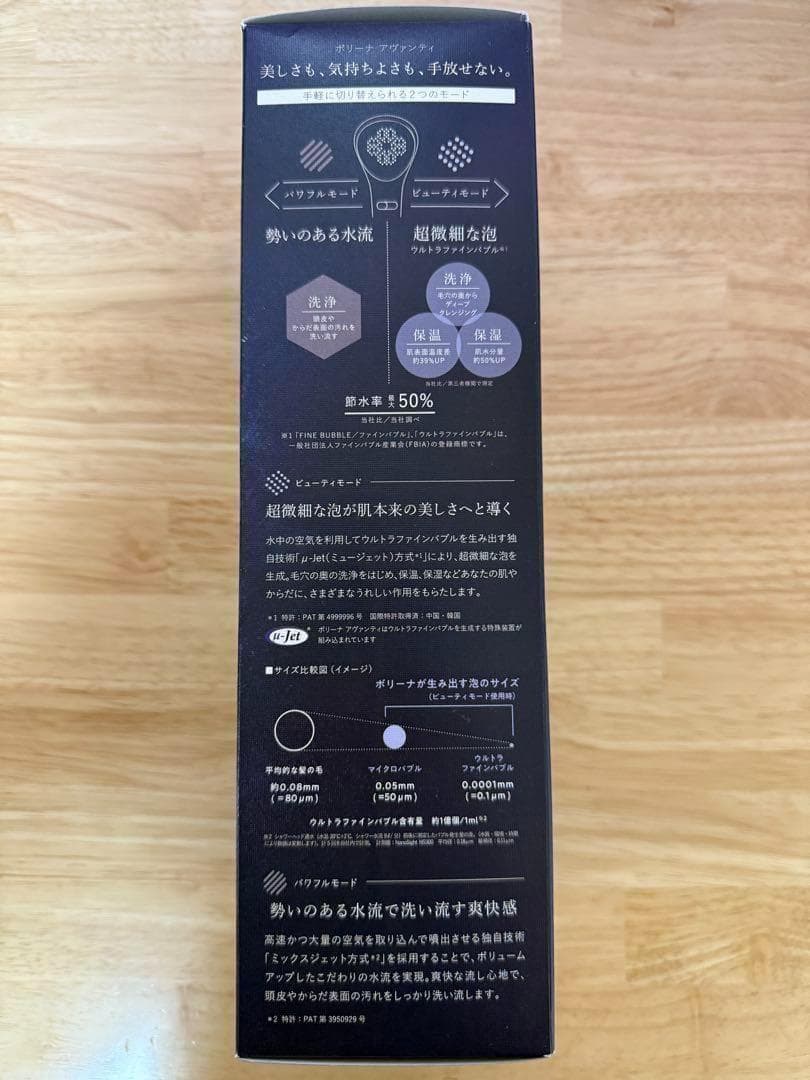 ボリーナ アヴァンティ
美しさも、気持ちよさも、手放せない。
手軽に切り替えられる2つのモード
パワフルモード
ビューティモード
勢いのある水流
超微細な泡
ウルトラファインバブル※1
洗浄
頭皮や
からだ表面の汚れを
洗い流す
洗浄
毛穴の奥から
ディープ
クレンジング
保温
肌表面温度差
約39%UP
保湿
肌水分量
約50%UP
当社比/第三者機関で測定
節水率 最大 50%
当社比/当社調べ
※1「FINE BUBBLE/ファインバブル」、「ウルトラファインバブル」は、
一般社団法人ファインバブル産業会(FBIA)の登録商標です。
ビューティモード
超微細な泡が肌本来の美しさへと導く
水中の空気を利用してウルトラファインバブルを生み出す独
自技術「μ-Jet(ミュージェット)方式*1」により、超微細な泡を
生成。毛穴の奥の洗浄をはじめ、保温、保湿などあなたの肌や
からだに、さまざまなうれしい作用をもたらします。
*1 特許:PAT 第 4999996 号 国際特許取得済:中国・韓国
μ-Jet
* ボリーナ アヴァンティはウルトラファインバブルを生成する特殊装置が
組み込まれています
■サイズ比較図(イメージ)
ボリーナが生み出す泡のサイズ
(ビューティモード使用時)
平均的な髪の毛
約0.08mm
(=80μm)
マイクロバブル
0.05mm
(=50μm)
ウルトラ
ファインバブル
0.0001mm
(=0.1μm)
ウルトラファインバブル含有量 約1億個/1ml※2
パワフルモード
勢いのある水流で洗い流す爽快感
高速かつ大量の空気を取り込んで噴出させる独自技術
「ミックスジェット方式*2」を採用することで、ボリューム
アップしたこだわりの水流を実現。爽快な流し心地で、
頭皮やからだ表面の汚れをしっかり洗い流します。
*2 特許:PAT 第 3950929 号